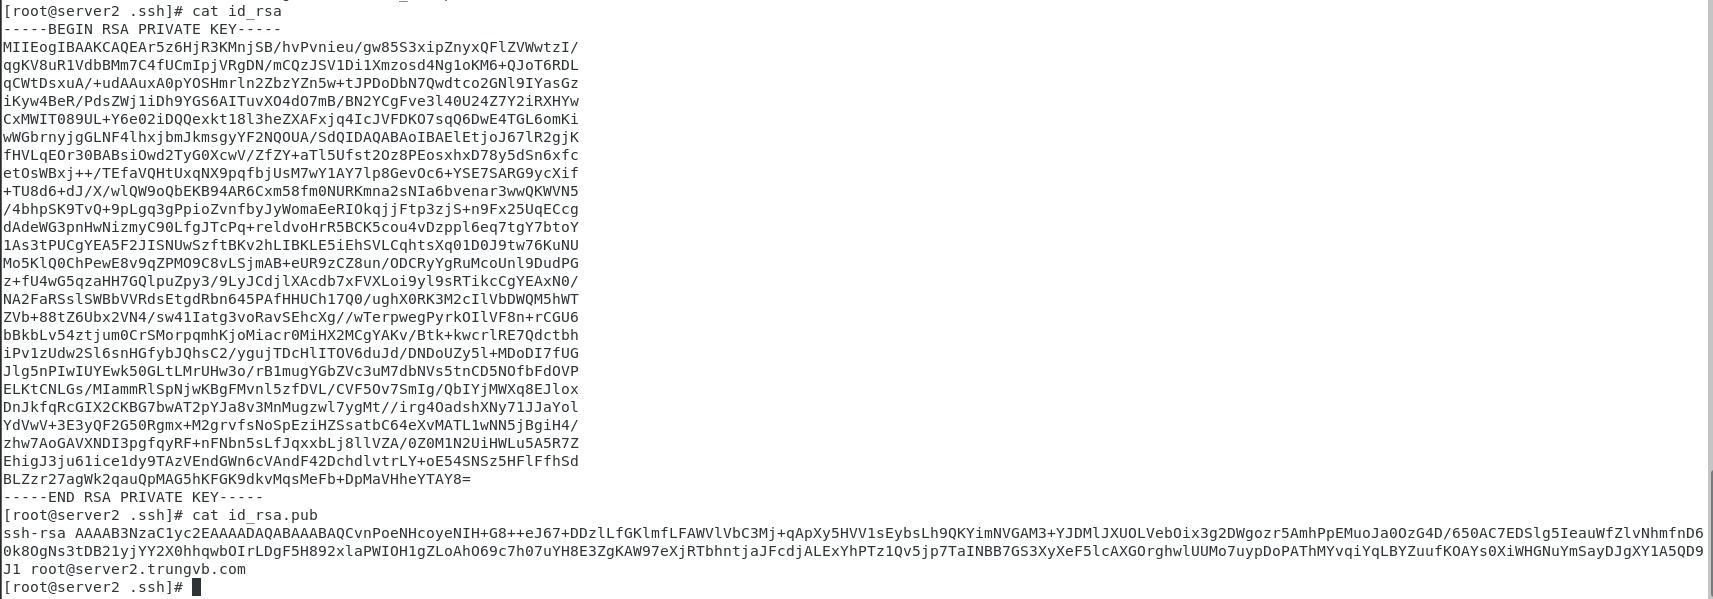 [root@server2 .ssh]# cat id_rsa
-----BEGIN RSA PRIVATE KEY-----
MIIEogIBAAKCAQEAr5z6HjR3KMnjSB/hvPvnieu/gw85S3xipZnyxQFlZVWwtzI/
qgKV8uR1VdbBMm7C4fUCmIpjVRgDN/mCQzJSV1Di1Xmzosd4Ng1oKM6+QJoT6RDL
qCWtDsxuA/+udAAuxA0pYOSHmrln2ZbzYZn5w+tJPDoDbN7Qwdtco2GNl9IYasGz
iKyw4BeR/PdsZWj1iDh9YGS6AITuvXO4dO7mB/BN2YCgFve3l40U24Z7Y2iRXHYw
CxMWIT089UL+Y6e02iDQQexkt18l3heZXAFxjq4IcJVFDKO7sqQ6DwE4TGL6omKi
wWGbrnyjgGLNF4lhxjbmJkmsgyYF2NQOUA/SdQIDAQABAoIBAElEtjoJ67lR2gjK
fHVLqEOr30BABsiOwd2TyG0XcwV/ZfZY+aTl5Ufst2Oz8PEosxhxD78y5dSn6xfc
etOsWBxj++/TEfaVQHtUxqNX9pqfbjUsM7wY1AY7lp8GevOc6+YSE7SARG9ycXif
+TU8d6+dJ/X/wlQW9oQbEKB94AR6Cxm58fm0NURKmna2sNIa6bvenar3wwQKWVN5
/4bhpSK9TvQ+9pLgq3gPpioZvnfbyJyWomaEeRIOkqjjFtp3zjS+n9Fx25UqECcg
dAdeWG3pnHwNizmyC90LfgJTcPq+reldvoHrR5BCK5cou4vDzppl6eq7tgY7btoY
1As3tPUCgYEA5F2JISNUwSzftBKv2hLIBKLE5iEhSVLCqhtsXq01D0J9tw76KuNU
Mo5KlQ0ChPewE8v9qZPMO9C8vLSjmAB+eUR9zCZ8un/ODCRyYgRuMcoUnl9DudPG
z+fU4wG5qzaHH7GQlpuZpy3/9LyJCdjlXAcdb7xFVXLoi9yl9sRTikcCgYEAxN0/
NA2FaRSslSWBbVVRdsEtgdRbn645PAfHHUCh17Q0/ughX0RK3M2cIlVbDWQM5hWT
ZVb+88tZ6Ubx2VN4/sw41Iatg3voRavSEhcXg//wTerpwegPyrkOIlVF8n+rCGU6
bBkbLv54ztjum0CrSMorpqmhKjoMiacr0MiHX2MCgYAKv/Btk+kwcrlRE7Qdctbh
iPv1zUdw2Sl6snHGfybJQhsC2/ygujTDcHlITOV6duJd/DNDoUZy5l+MDoDI7fUG
Jlg5nPIwIUYEwk50GLtLMrUHw3o/rB1mugYGbZVc3uM7dbNVs5tnCD5NOfbFdOVP
ELKtCNLGs/MIammRlSpNjwKBgFMvnl5zfDVL/CVF5Ov7SmIg/QbIYjMWXq8EJlox
DnJkfqRcGIX2CKBG7bwAT2pYJa8v3MnMugzwl7ygMt//irg4OadshXNy71JJaYol
YdVwV+3E3yQF2G50Rgmx+M2grvfsNoSpEziHZSsatbC64eXvMATL1wNN5jBgiH4/
zhw7AoGAVXNDI3pgfqyRF+nFNbn5sLfJqxxbLj8llVZA/0Z0M1N2UiHWLu5A5R7Z
EhigJ3ju61ice1dy9TAzVEndGWn6cVAndF42DchdlvtrLY+oE54SNSz5HFlFfhSd
BLZzr27agWk2qauQpMAG5hKFGK9dkvMqsMeFb+DpMaVHheYTAY8=
-----END RSA PRIVATE KEY-----
[root@server2 .ssh]# cat id_rsa.pub
ssh-rsa AAAAB3NzaC1yc2EAAAADAQABAAABAQCvnPoeNHcoyeNIH+G8++eJ67+DDzlLfGKlmfLFAWVlVbC3Mj+qApXy5HVV1sEybsLh9QKYimNVGAM3+YJDMlJXUOLVebOix3g2DWgozr5AmhPpEMuoJa0OzG4D/650AC7EDSlg5IeauWfZlvNhmfnD6
0k8OgNs3tDB21yjYY2X0hhqwbOIrLDgF5H892xlaPWIOH1gZLoAhO69c7h07uYH8E3ZgKAW97eXjRTbhntjaJFcdjALExYhPTz1Qv5jp7TaINBB7GS3XyXeF5lcAXGOrghwlUUMo7uypDoPAThMYvqiYqLBYZuufKOAYs0XiWHGNuYmSayDJgXY1A5QD9
J1 root@server2.trungvb.com
[root@server2 .ssh]#